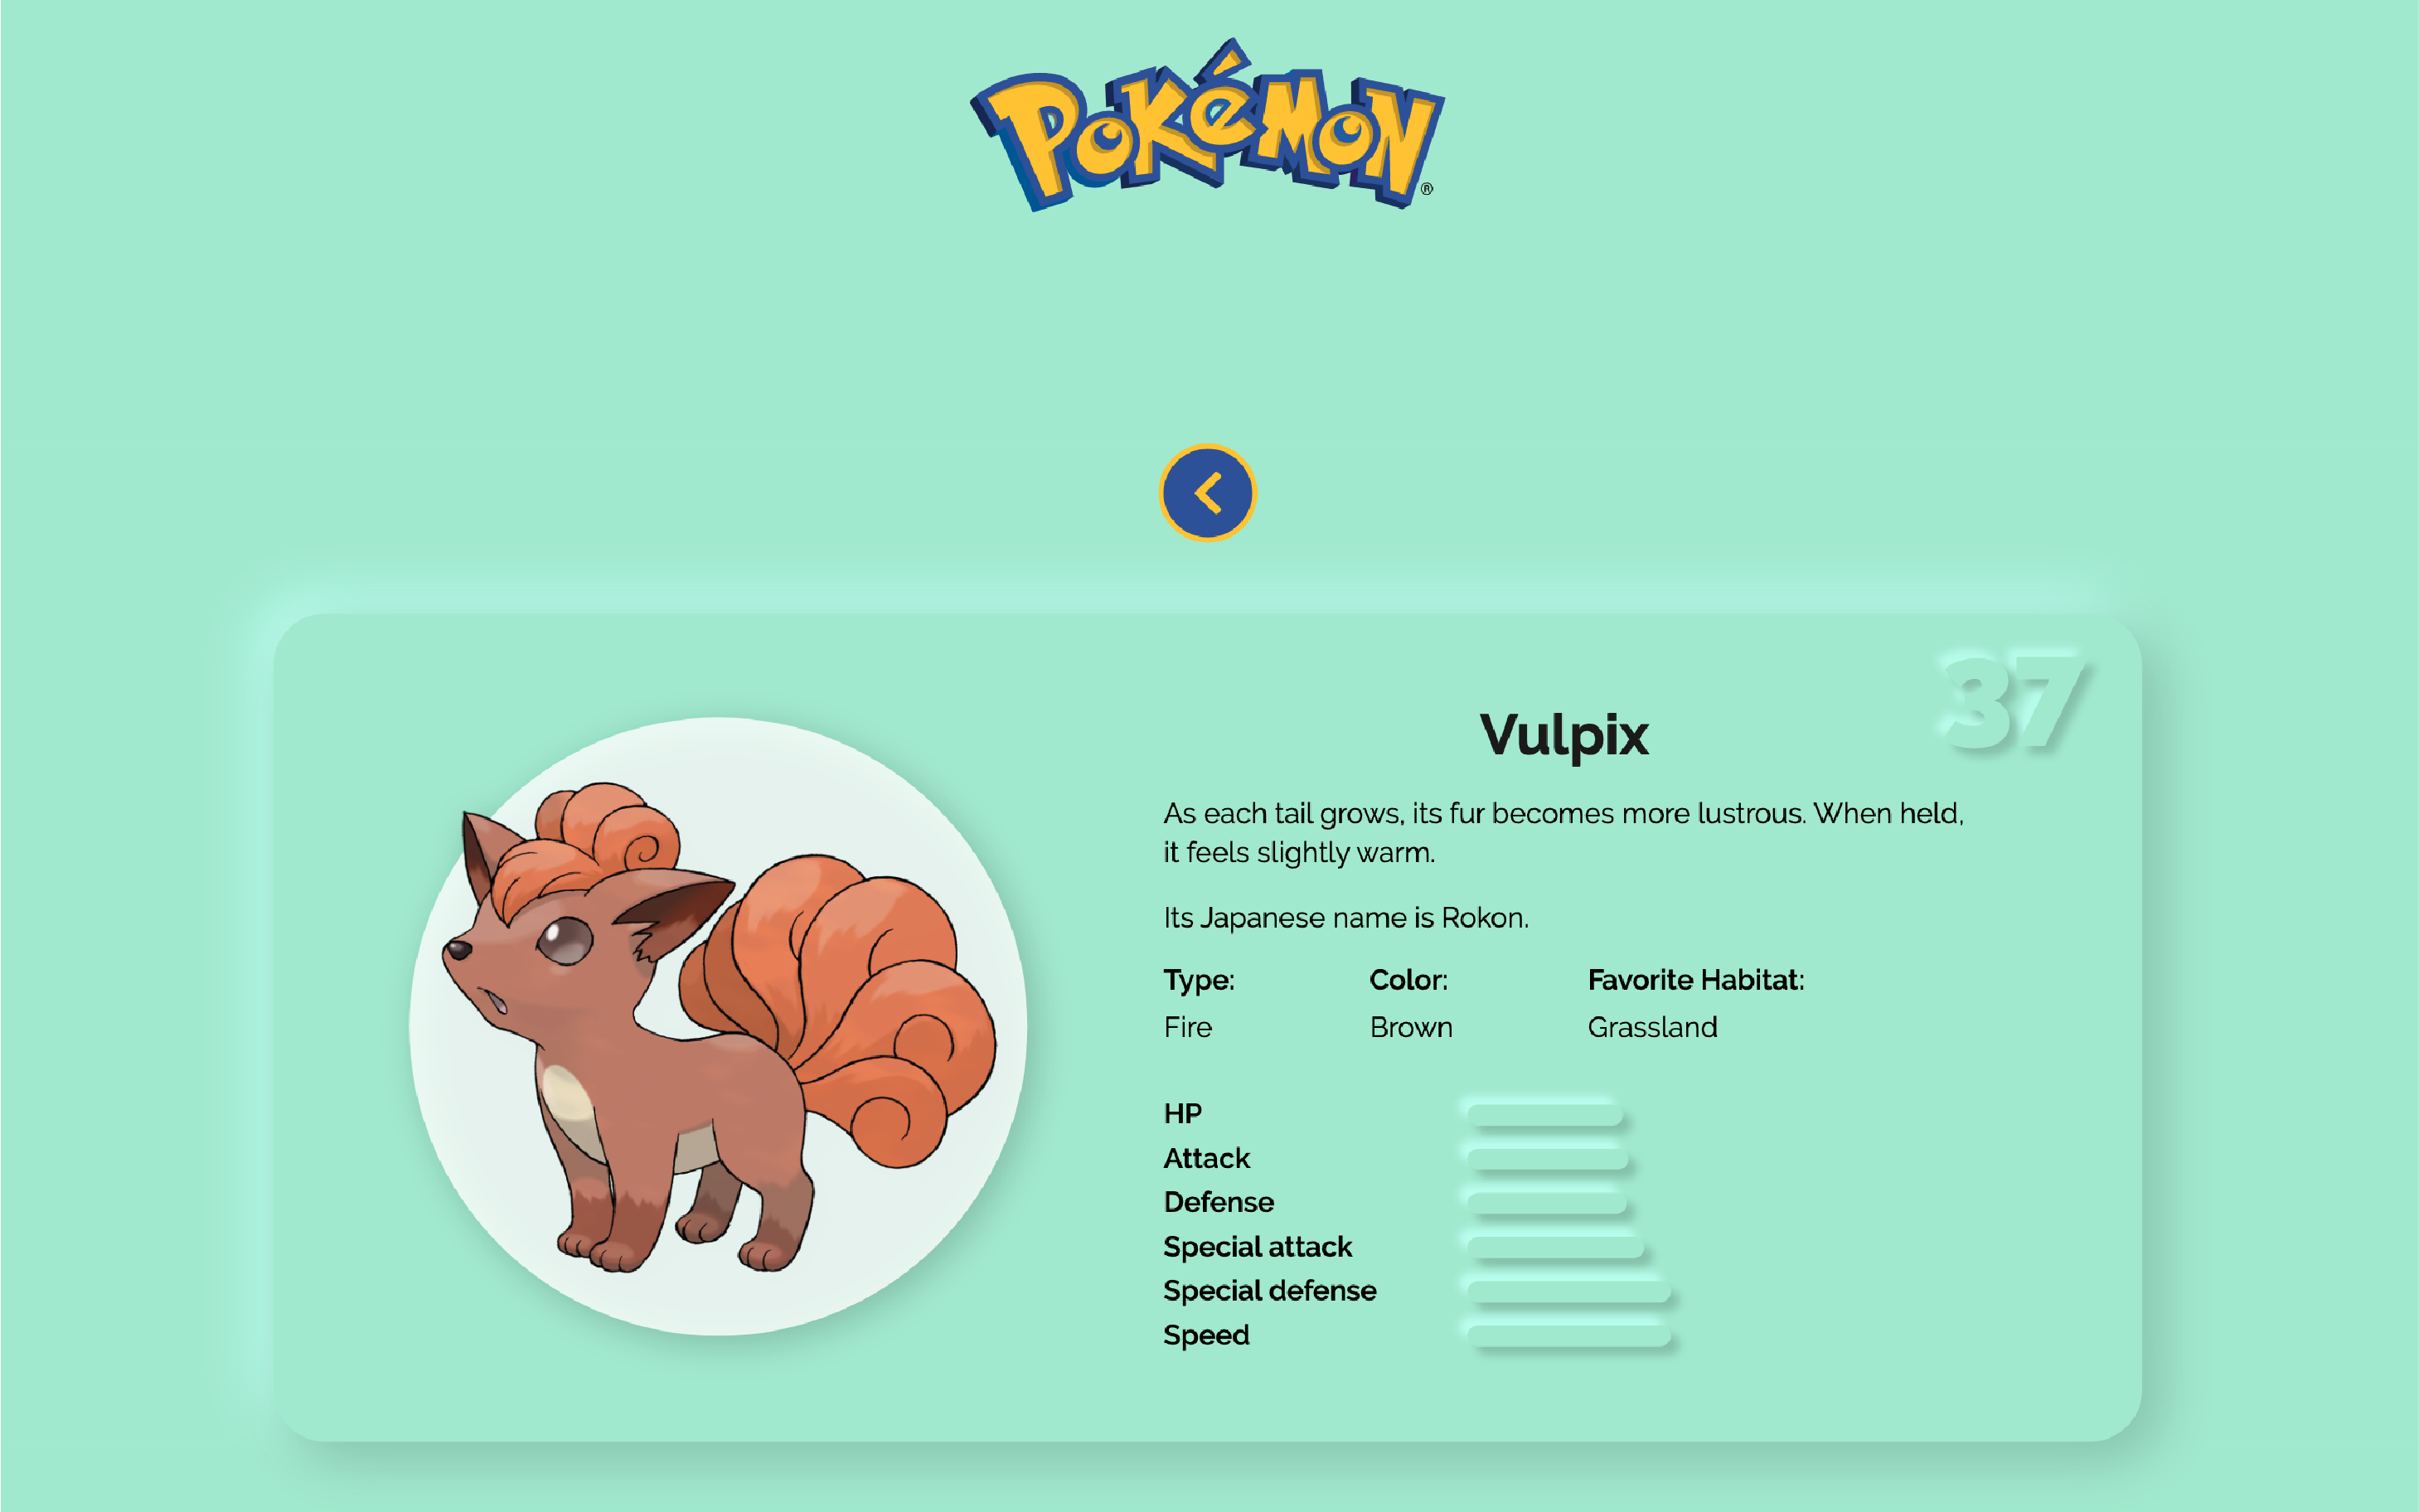 POKéMON®
37
Vulpix
As each tail grows, its fur becomes more lustrous. When held,
it feels slightly warm.
Its Japanese name is Rokon.
Type: Color: Favorite Habitat:
Fire Brown Grassland
HP
Attack
Defense
Special attack
Special defense
Speed